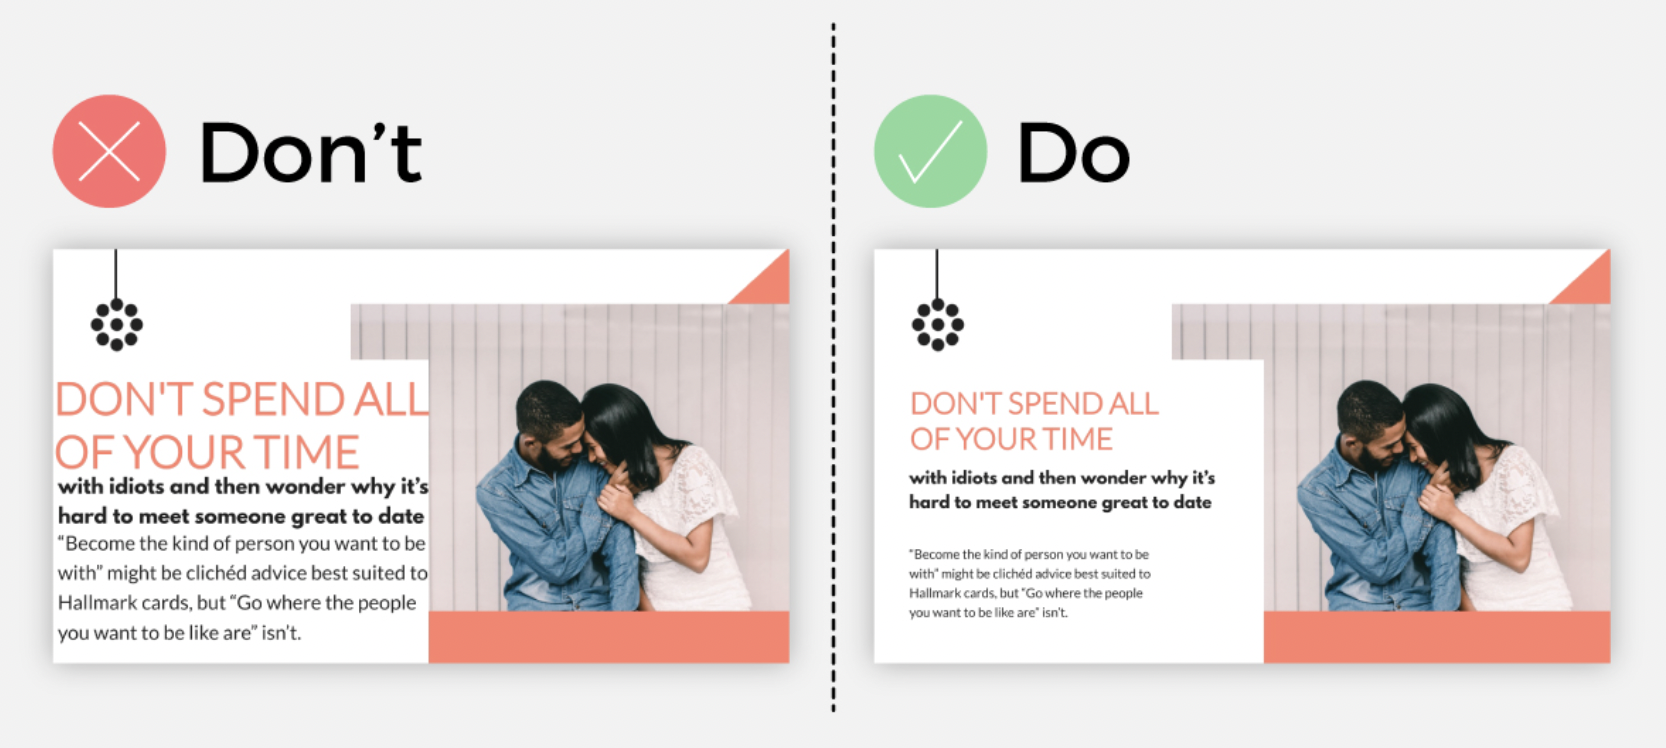 Don't
DON'T SPEND ALL
OF YOUR TIME
with idiots and then wonder why it's
hard to meet someone great to date
"Become the kind of person you want to be
with" might be clichéd advice best suited to
Hallmark cards, but "Go where the people
you want to be like are" isn't.
Do
DON'T SPEND ALL
OF YOUR TIME
with idiots and then wonder why it's
hard to meet someone great to date
"Become the kind of person you want to be
with" might be clichéd advice best suited to
Hallmark cards, but "Go where the people
you want to be like are" isn't.